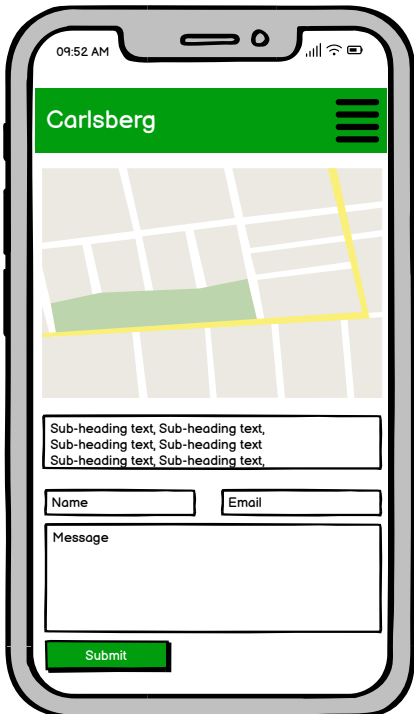 09:52 AM
Carlsberg
Sub-heading text, Sub-heading text,
Sub-heading text, Sub-heading text
Sub-heading text, Sub-heading text,
Name
Email
Message
Submit